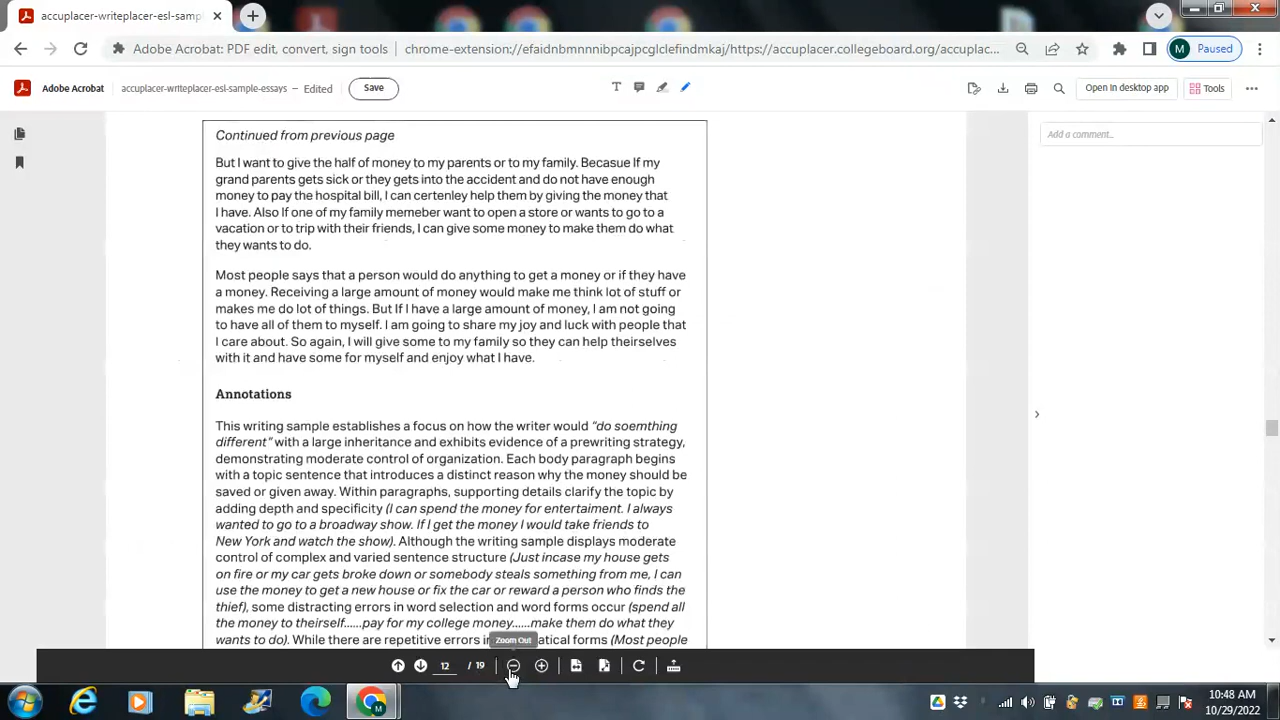 accuplacer-writeplacer-esl-samp
Adobe Acrobat: PDF edit, convert, sign tools
chrome-extension://efaidnbmnnnibpcajpcglclefindmkaj/https://accuplacer.collegeboard.org/accuplac...
M
Paused
Adobe Acrobat
accuplacer-writeplacer-esl-sample-essays
Edited
Save
Open in desktop app
Tools
Add a comment...
Continued from previous page
But I want to give the half of money to my parents or to my family. Becasue If my
grand parents gets sick or they gets into the accident and do not have enough
money to pay the hospital bill, I can certenley help them by giving the money that
I have. Also If one of my family memeber want to open a store or wants to go to a
vacation or to trip with their friends, I can give some money to make them do what
they wants to do.
Most people says that a person would do anything to get a money or if they have
a money. Receiving a large amount of money would make me think lot of stuff or
makes me do lot of things. But If I have a large amount of money, I am not going
to have all of them to myself. I am going to share my joy and luck with people that
I care about. So again, I will give some to my family so they can help theirselves
with it and have some for myself and enjoy what I have.
Annotations
This writing sample establishes a focus on how the writer would "do soemthing
different" with a large inheritance and exhibits evidence of a prewriting strategy,
demonstrating moderate control of organization. Each body paragraph begins
with a topic sentence that introduces a distinct reason why the money should be
saved or given away. Within paragraphs, supporting details clarify the topic by
adding depth and specificity (I can spend the money for entertaiment. I always
wanted to go to a broadway show. If I get the money I would take friends to
New York and watch the show). Although the writing sample displays moderate
control of complex and varied sentence structure (Just incase my house gets
on fire or my car gets broke down or somebody steals something from me, I can
use the money to get a new house or fix the car or reward a person who finds the
thief), some distracting errors in word selection and word forms occur (spend all
the money to theirself......pay for my college money......make them do what they
wants to do). While there are repetitive errors in atical forms (Most people
Zoom Out
12 / 19
M
10:48 AM
10/29/2022